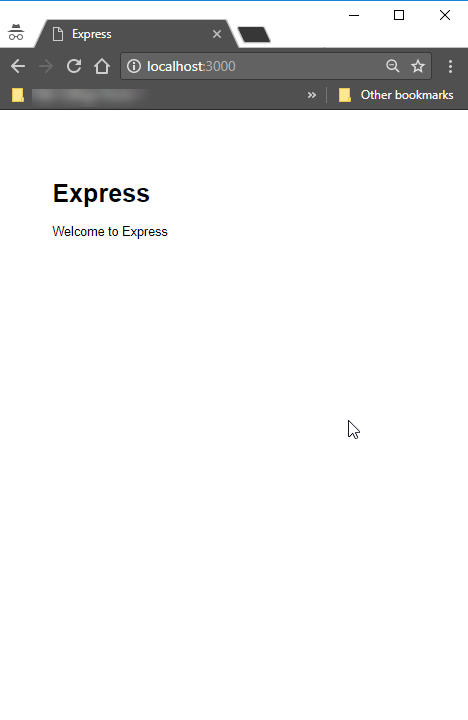 Express
localhost:3000
»
Other bookmarks
Express
Welcome to Express